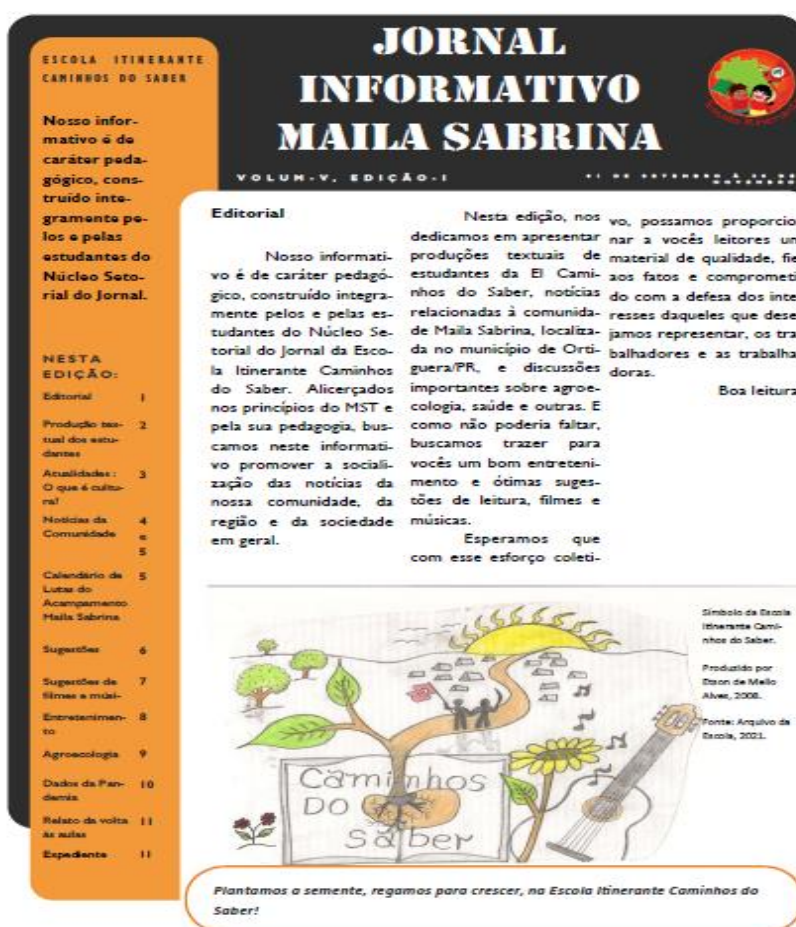 JORNAL
INFORMATIVO
MAILA SABRINA
VOLUM-V, EDIÇÃO-I
ESCOLA ITINERANTE
CAMINHOS DO SABER
Nosso infor-
mativo é de
caráter peda-
gógico, cons-
truído inte-
gramente pe-
los e pelas
estudantes do
Núcleo Seto-
rial do Jornal.
NESTA
EDIÇÃO:
Editorial 1
Produção tex- 2
tual dos estu-
dantes
Atualidades : 3
O que é cultu-
ra?
Notícias da 4
Comunidade e
5
Calendário de 5
Lutas do
Acampamento
Maila Sabrina
Sugestões 6
Sugestões de 7
filmes e músi-
Entretenimen- 8
to
Agroecologia 9
Dados da Pan- 10
demia
Relato da volta 11
às aulas
Expediente 11
Editorial
Nosso informati-
vo é de caráter pedagó-
gico, construído integra-
mente pelos e pelas es-
tudantes do Núcleo Se-
torial do Jornal da Esco-
la Itinerante Caminhos
do Saber. Alicerçados
nos princípios do MST e
pela sua pedagogia, bus-
camos neste informati-
vo promover a sociali-
zação das notícias da
nossa comunidade, da
região e da sociedade
em geral.
Nesta edição, nos
dedicamos em apresentar
produções textuais de
estudantes da EI Cami-
nhos do Saber, notícias
relacionadas à comunida-
de Maila Sabrina, localiza-
da no município de Orti-
guera/PR, e discussões
importantes sobre agroe-
cologia, saúde e outras. E
como não poderia faltar,
buscamos trazer para
vocês um bom entreteni-
mento e ótimas suges-
tões de leitura, filmes e
músicas.
Esperamos que
com esse esforço coleti-
vo, possamos proporcio
nar a vocês leitores um
material de qualidade, fie
aos fatos e comprometi
do com a defesa dos inte
resses daqueles que dese
jamos representar, os tra
balhadores e as trabalha
doras.
Boa leitura
Caminhos
DO
Saber
Símbolo da Escola
Itinerante Cami-
nhos do Saber.
Produzido por
Etson de Mello
Alves, 2008.
Fonte: Arquivo da
Escola, 2021.
Plantamos a semente, regamos para crescer, na Escola Itinerante Caminhos do
Saber!